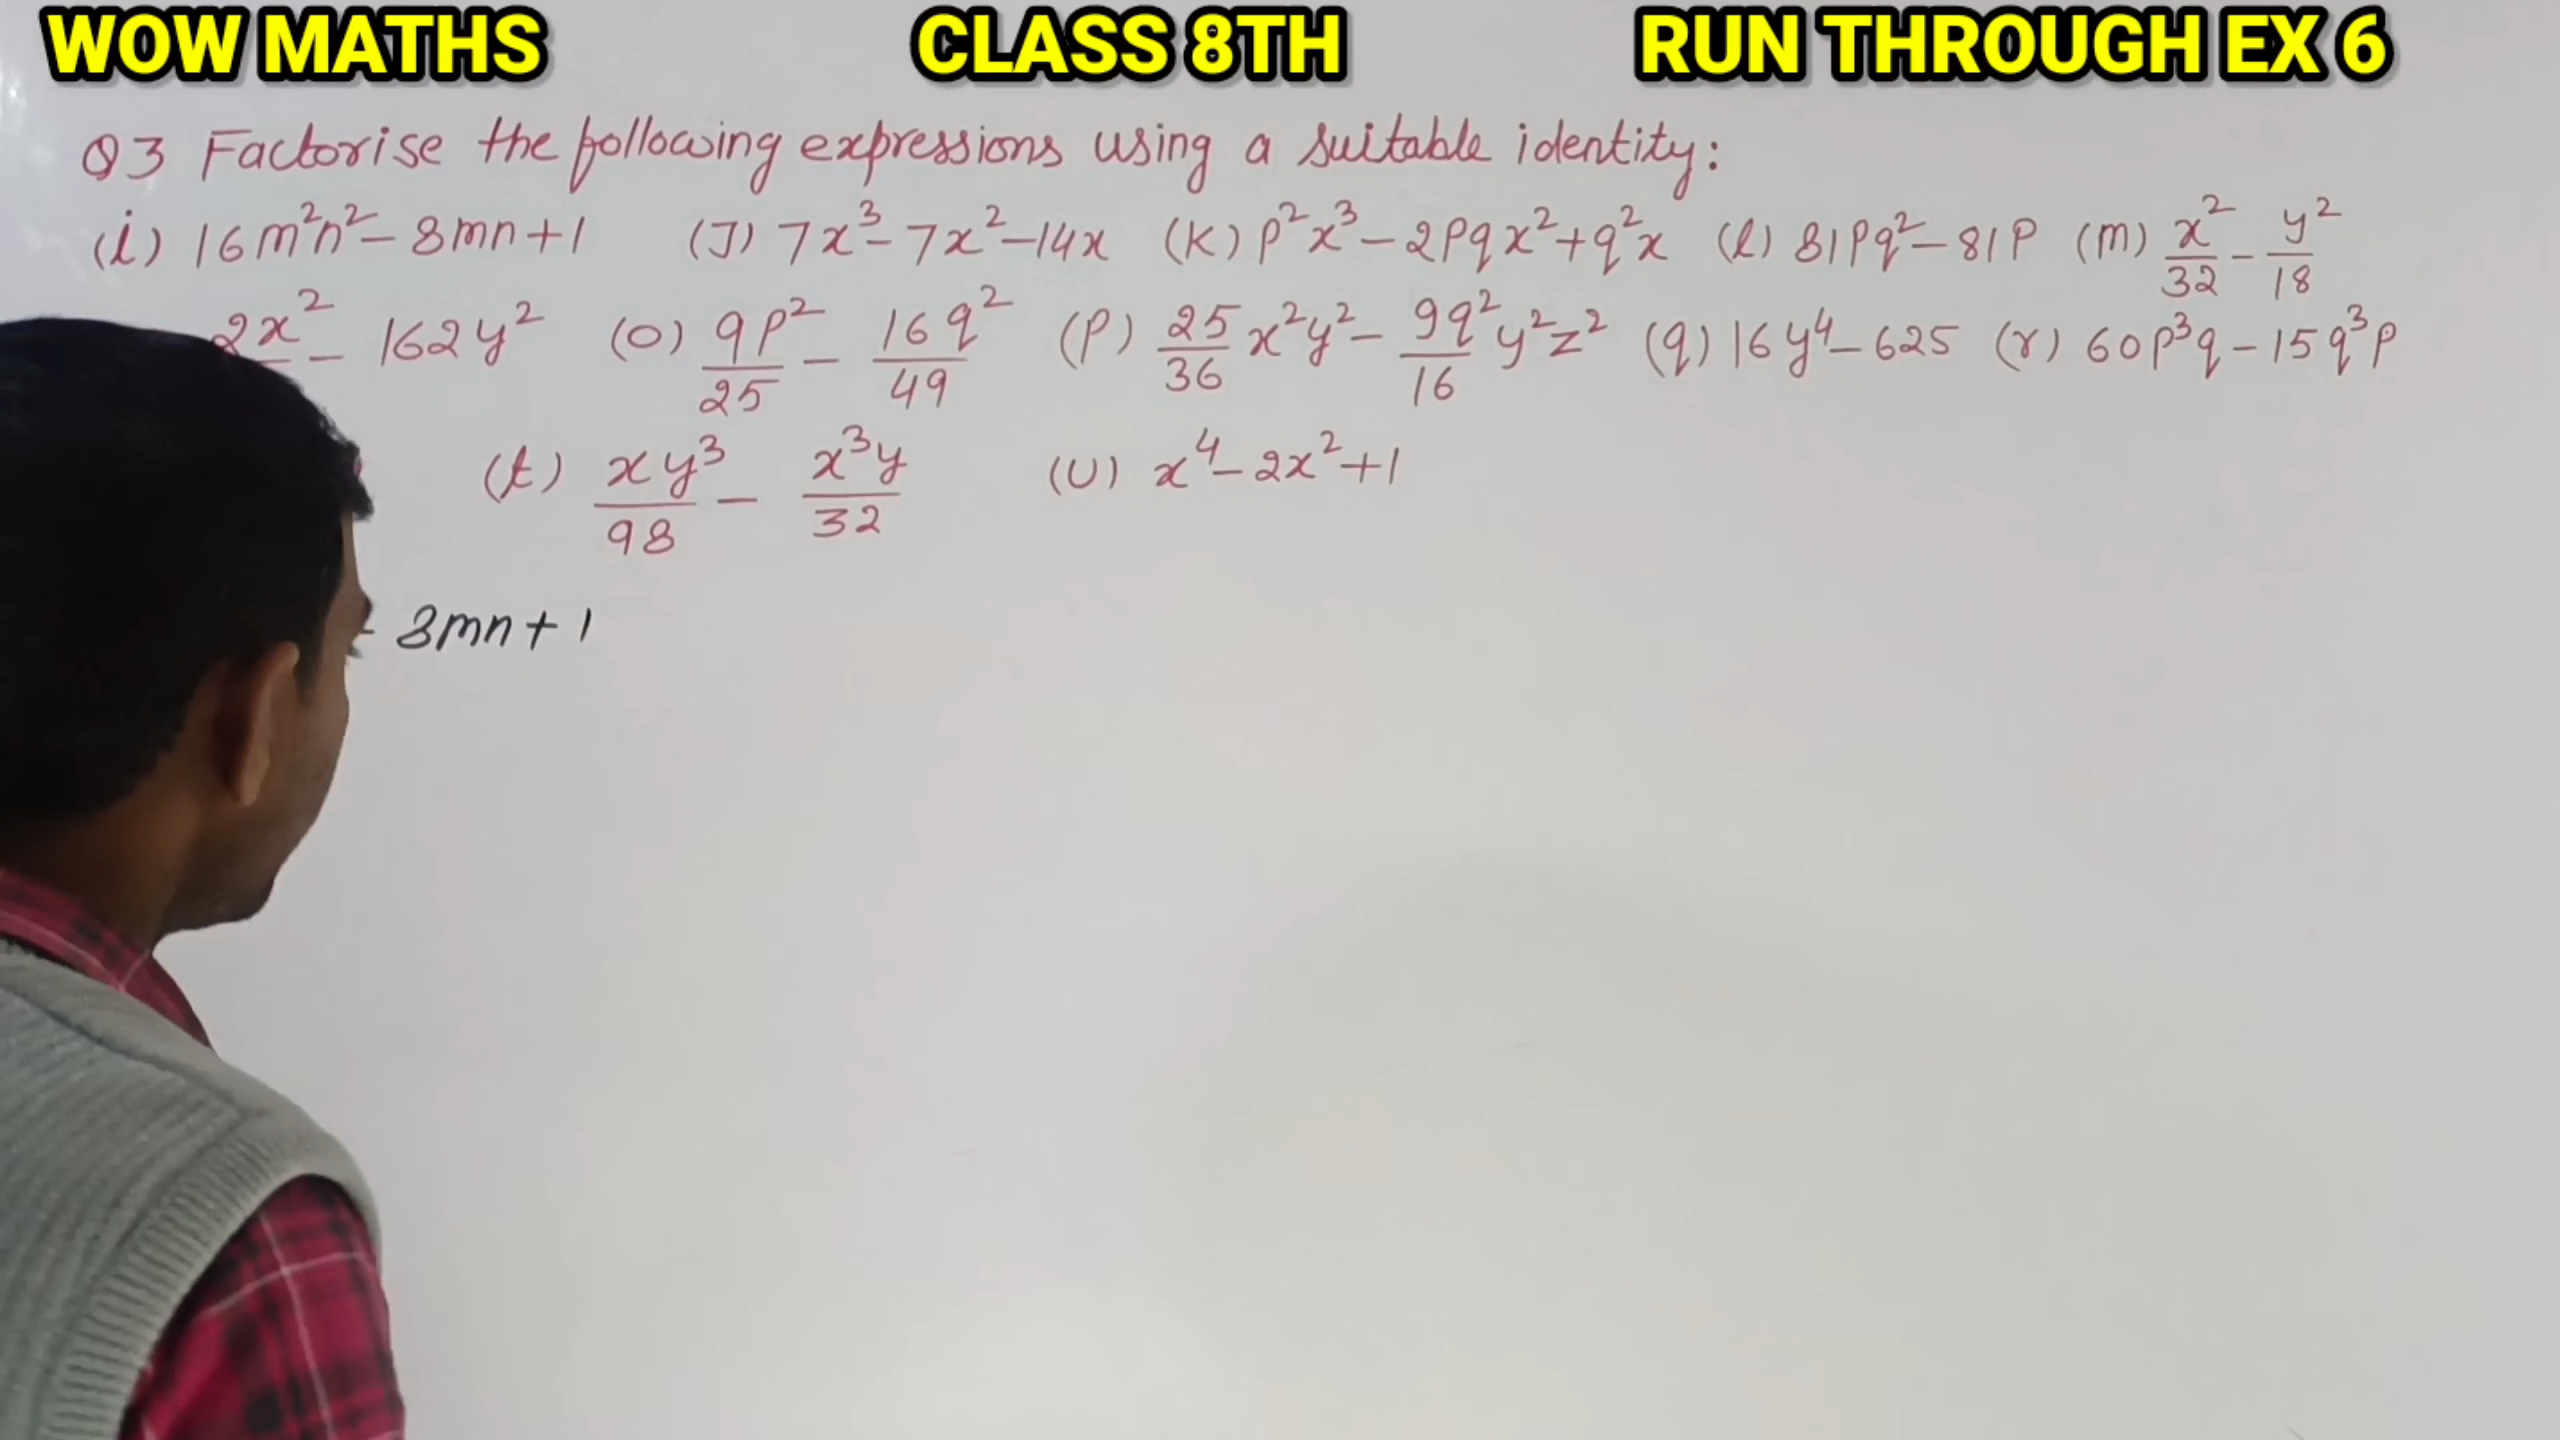 WOW MATHS CLASS 8TH RUN THROUGH EX 6
Q3 Factorise the following expressions using a suitable identity:
(i) 16m²n² - 8mn + 1 (J) 7x³ - 7x² - 14x (K) p²x³ - 2pqx² + q²x (l) 81pq² - 81p (m) x²/32 - y²/18
2x² - 162y² (o) 9p²/25 - 16q²/49 (P) 25/36 x²y² - 9q²/16 y²z² (q) 16y⁴ - 625 (r) 60p³q - 15q³p
(t) xy³/98 - x³y/32 (U) x⁴ - 2x² + 1
- 8mn + 1